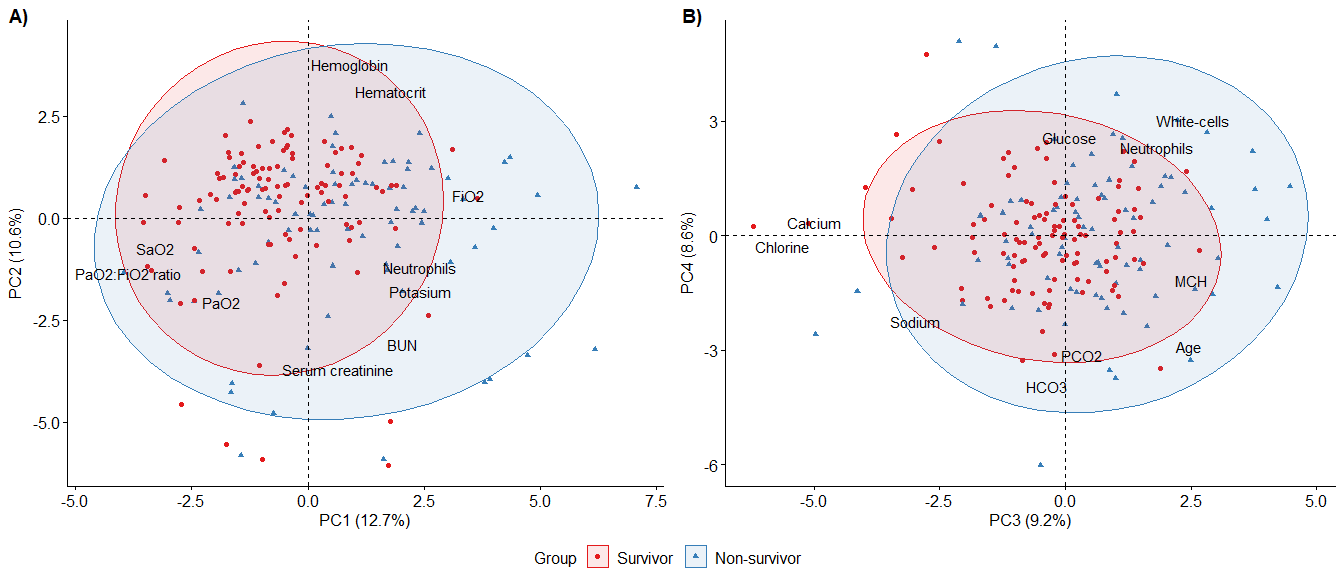 A)
B)
PC2 (10.6%)
2.5
0.0
-2.5
-5.0
Hemoglobin
Hematocrit
FiO2
SaO2
PaO2:FiO2 ratio
PaO2
Neutrophils
Potasium
BUN
Serum creatinine
-5.0 -2.5 0.0 2.5 5.0 7.5
PC1 (12.7%)
PC4 (8.6%)
3
0
-3
-6
White-cells
Glucose
Neutrophils
Calcium
Chlorine
MCH
Sodium
Age
PCO2
HCO3
-5.0 -2.5 0.0 2.5 5.0
PC3 (9.2%)
Group Survivor Non-survivor